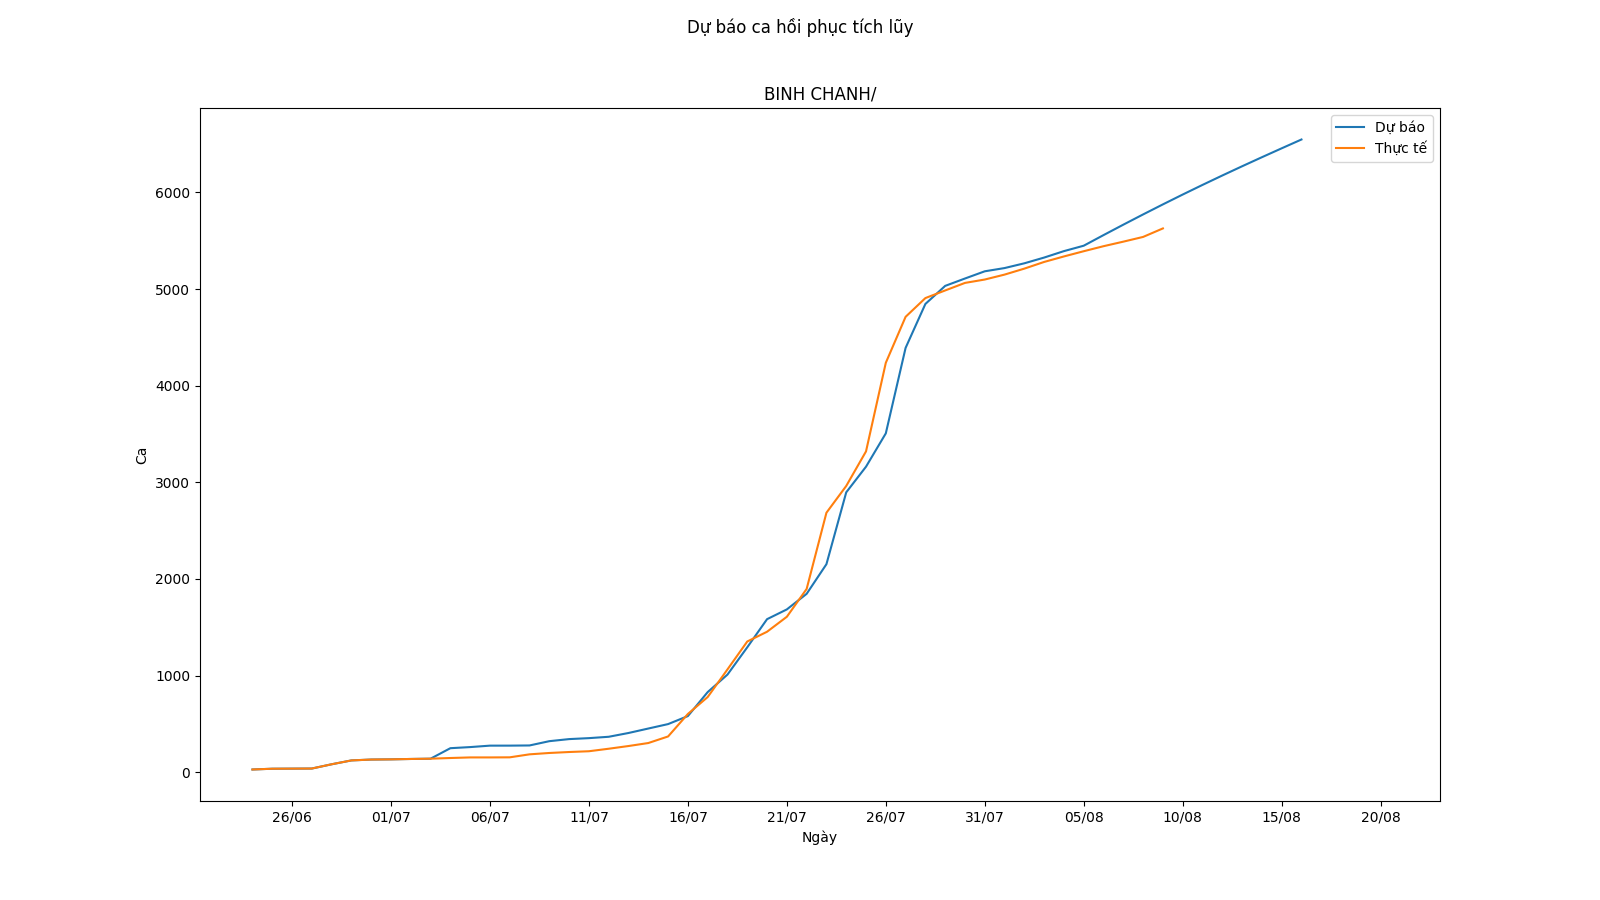 Dự báo ca hồi phục tích lũy
BINH CHANH/
Dự báo
Thực tế
6000
5000
4000
3000
2000
1000
0
Ca
26/06 01/07 06/07 11/07 16/07 21/07 26/07 31/07 05/08 10/08 15/08 20/08
Ngày